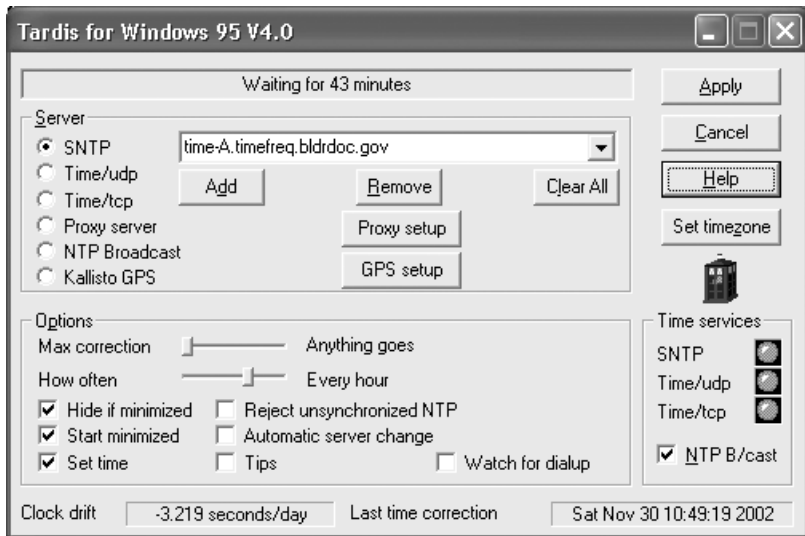 Tardis for Windows 95 V4.0
Waiting for 43 minutes
Apply
Server
SNTP
time-A.timefreq.bldrdoc.gov
Cancel
Time/udp
Add
Remove
Clear All
Help
Time/tcp
Proxy server
Proxy setup
Set timezone
NTP Broadcast
Kallisto GPS
GPS setup
Options
Max correction
Anything goes
How often
Every hour
Hide if minimized
Reject unsynchronized NTP
Start minimized
Automatic server change
Set time
Tips
Watch for dialup
Time services
SNTP
Time/udp
Time/tcp
NTP B/cast
Clock drift
-3.219 seconds/day
Last time correction
Sat Nov 30 10:49:19 2002